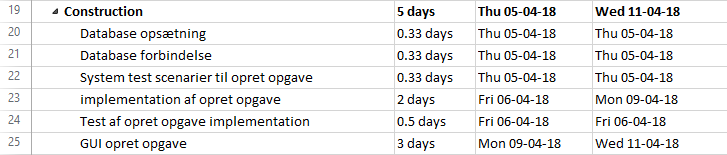 19 Construction 5 days Thu 05-04-18 Wed 11-04-18
20 Database opsætning 0.33 days Thu 05-04-18 Thu 05-04-18
21 Database forbindelse 0.33 days Thu 05-04-18 Thu 05-04-18
22 System test scenarier til opret opgave 0.33 days Thu 05-04-18 Thu 05-04-18
23 implementation af opret opgave 2 days Fri 06-04-18 Mon 09-04-18
24 Test af opret opgave implementation 0.5 days Fri 06-04-18 Fri 06-04-18
25 GUI opret opgave 3 days Mon 09-04-18 Wed 11-04-18